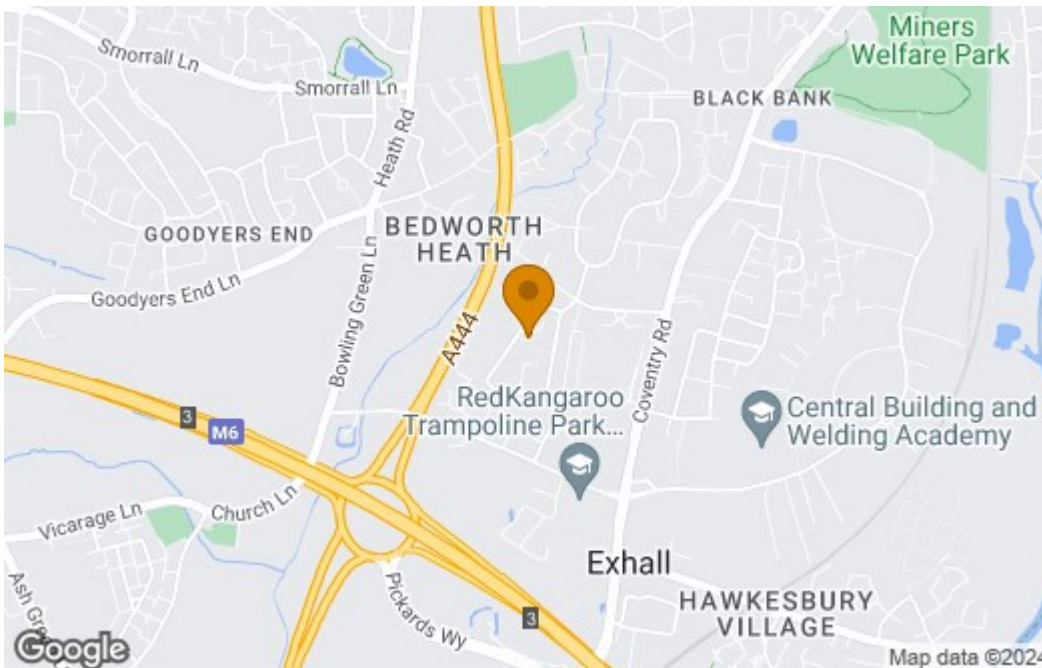 Miners
Welfare Park
Smorrall Ln
Smorrall Ln
BLACK BANK
Heath Rd
GOODYERS END
BEDWORTH
HEATH
Goodyers End Ln
Bowling Green Ln
A444
Coventry Rd
RedKangaroo
Trampoline Park...
Central Building and
Welding Academy
3
M6
Vicarage Ln
Church Ln
Ash Gre
Exhall
Pickards Wy
3
HAWKESBURY
VILLAGE
Google
Map data ©2024